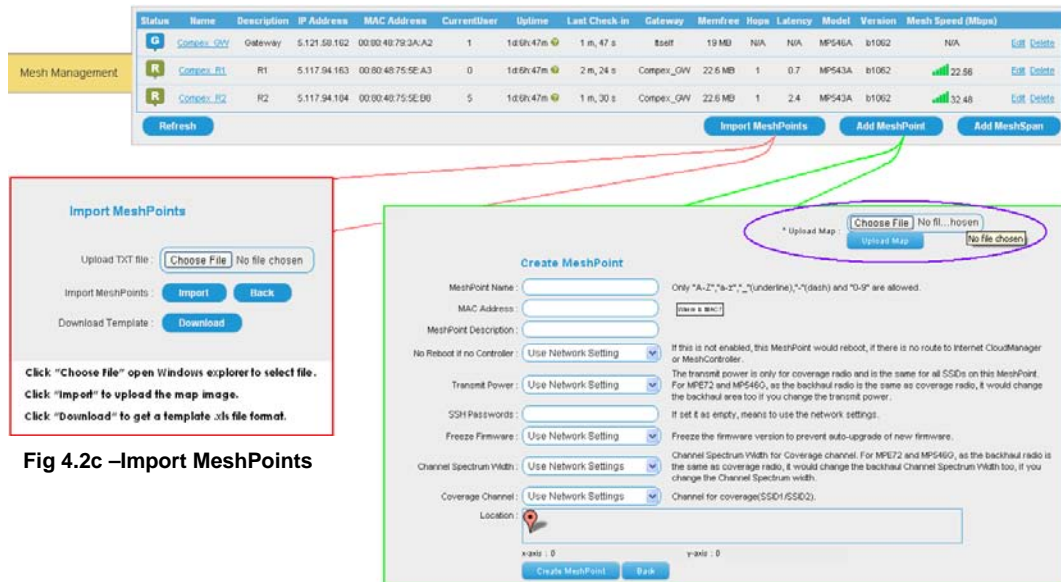 Status Name Description IP Address MAC Address CurrentUser Uptime Last Check-in Gateway Memfree Hops Latency Model Version Mesh Speed (Mbps)
G Compex_GW Gateway 5.121.58.162 00:80:48:79:3A:A2 1 1d:6h:47m 1 m, 47 s Itself 19 MB N/A N/A MP546A b1062 N/A Edit Delete
Mesh Management
R Compex_R1 R1 5.117.94.163 00:80:48:75:5E:A3 0 1d:6h:47m 2 m, 24 s Compex_GW 22.6 MB 1 0.7 MP543A b1062 22.56 Edit Delete
R Compex_R2 R2 5.117.94.104 00:80:48:75:5E:B8 5 1d:6h:47m 1 m, 30 s Compex_GW 22.6 MB 1 2.4 MP543A b1062 32.48 Edit Delete
Refresh Import MeshPoints Add MeshPoint Add MeshSpan
Import MeshPoints
Upload TXT file : Choose File No file chosen
Import MeshPoints : Import Back
Download Template : Download
Click "Choose File" open Windows explorer to select file.
Click "Import" to upload the map image.
Click "Download" to get a template .xls file format.
Fig 4.2c –Import MeshPoints
* Upload Map : Choose File No fil...hosen
Upload Map No file chosen
Create MeshPoint
MeshPoint Name : Only "A-Z","a-z","_"(underline),"-"(dash) and "0-9" are allowed.
MAC Address : Where is MAC?
MeshPoint Description :
No Reboot if no Controller : Use Network Setting If this is not enabled, this MeshPoint would reboot, if there is no route to Internet CloudManager
or MeshController.
Transmit Power : Use Network Setting The transmit power is only for coverage radio and is the same for all SSIDs on this MeshPoint.
For MPE72 and MP546G, as the backhaul radio is the same as coverage radio, it would change
the backhaul area too if you change the transmit power.
SSH Passwords : If set it as empty, means to use the network settings.
Freeze Firmware : Use Network Setting Freeze the firmware version to prevent auto-upgrade of new firmware.
Channel Spectrum Width : Use Network Settings Channel Spectrum Width for Coverage channel. For MPE72 and MP546G, as the backhaul radio is
the same as coverage radio, it would change the backhaul Channel Spectrum Width too, if you
change the Channel Spectrum width.
Coverage Channel : Use Network Settings Channel for coverage(SSID1/SSID2).
Location :
x-axis : 0 y-axis : 0
Create MeshPoint Back